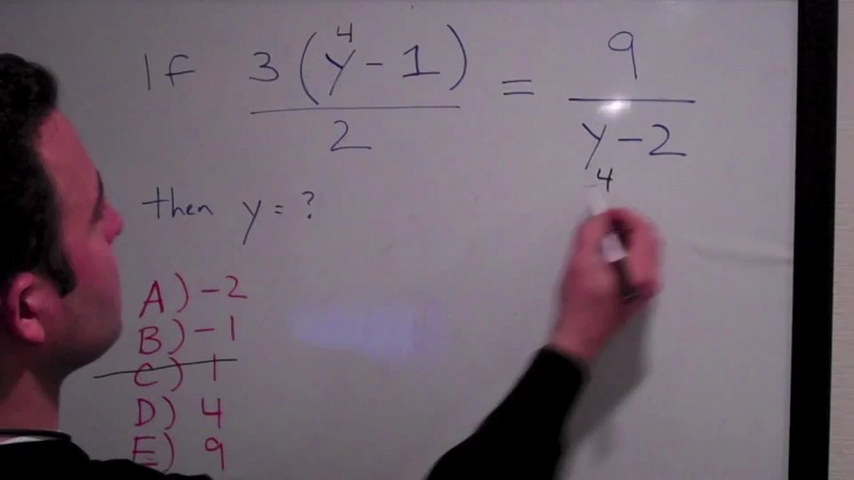 If 3(y-1)/2 = 9/(y-2)
4
4
then y = ?
A) -2
B) -1
C) 1
D) 4
E) 9